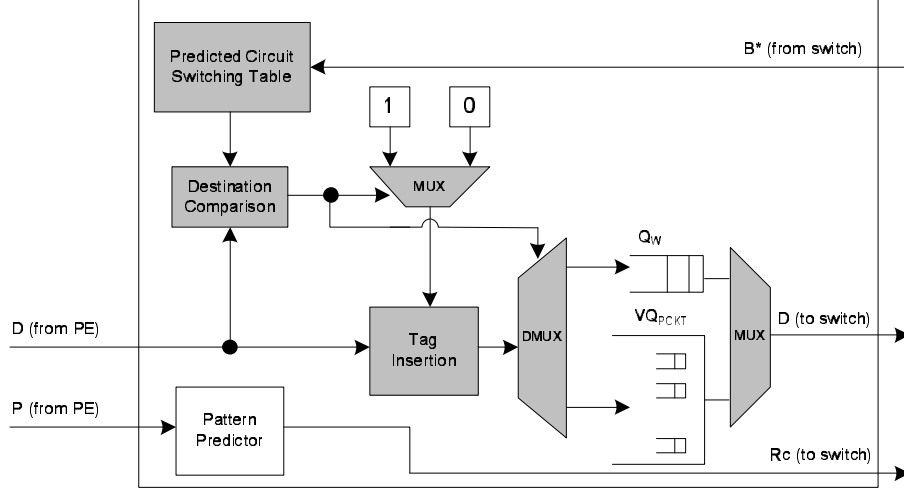 Predicted Circuit
Switching Table
B* (from switch)
1
0
MUX
Destination
Comparison
QW
D (from PE)
Tag
Insertion
DMUX
VQPCKT
MUX
D (to switch)
P (from PE)
Pattern
Predictor
Rc (to switch)